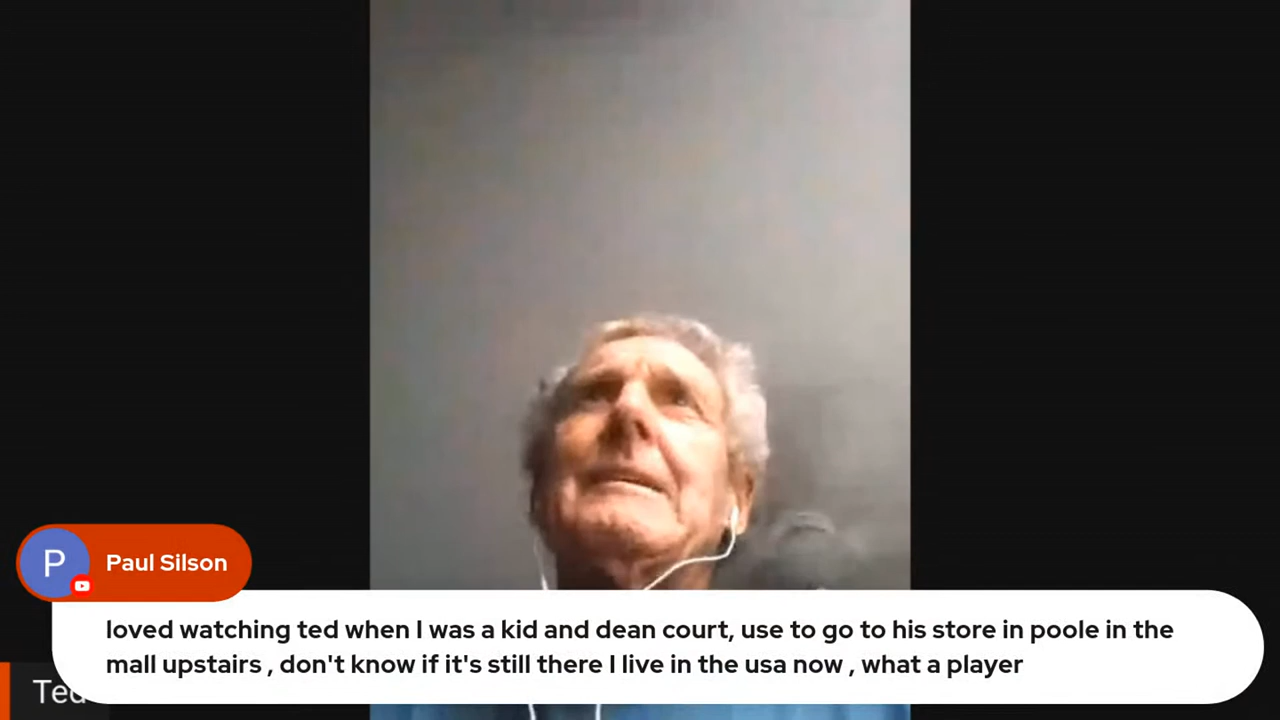 P
Paul Silson
loved watching ted when I was a kid and dean court, use to go to his store in poole in the
mall upstairs , don't know if it's still there I live in the usa now , what a player
Ted